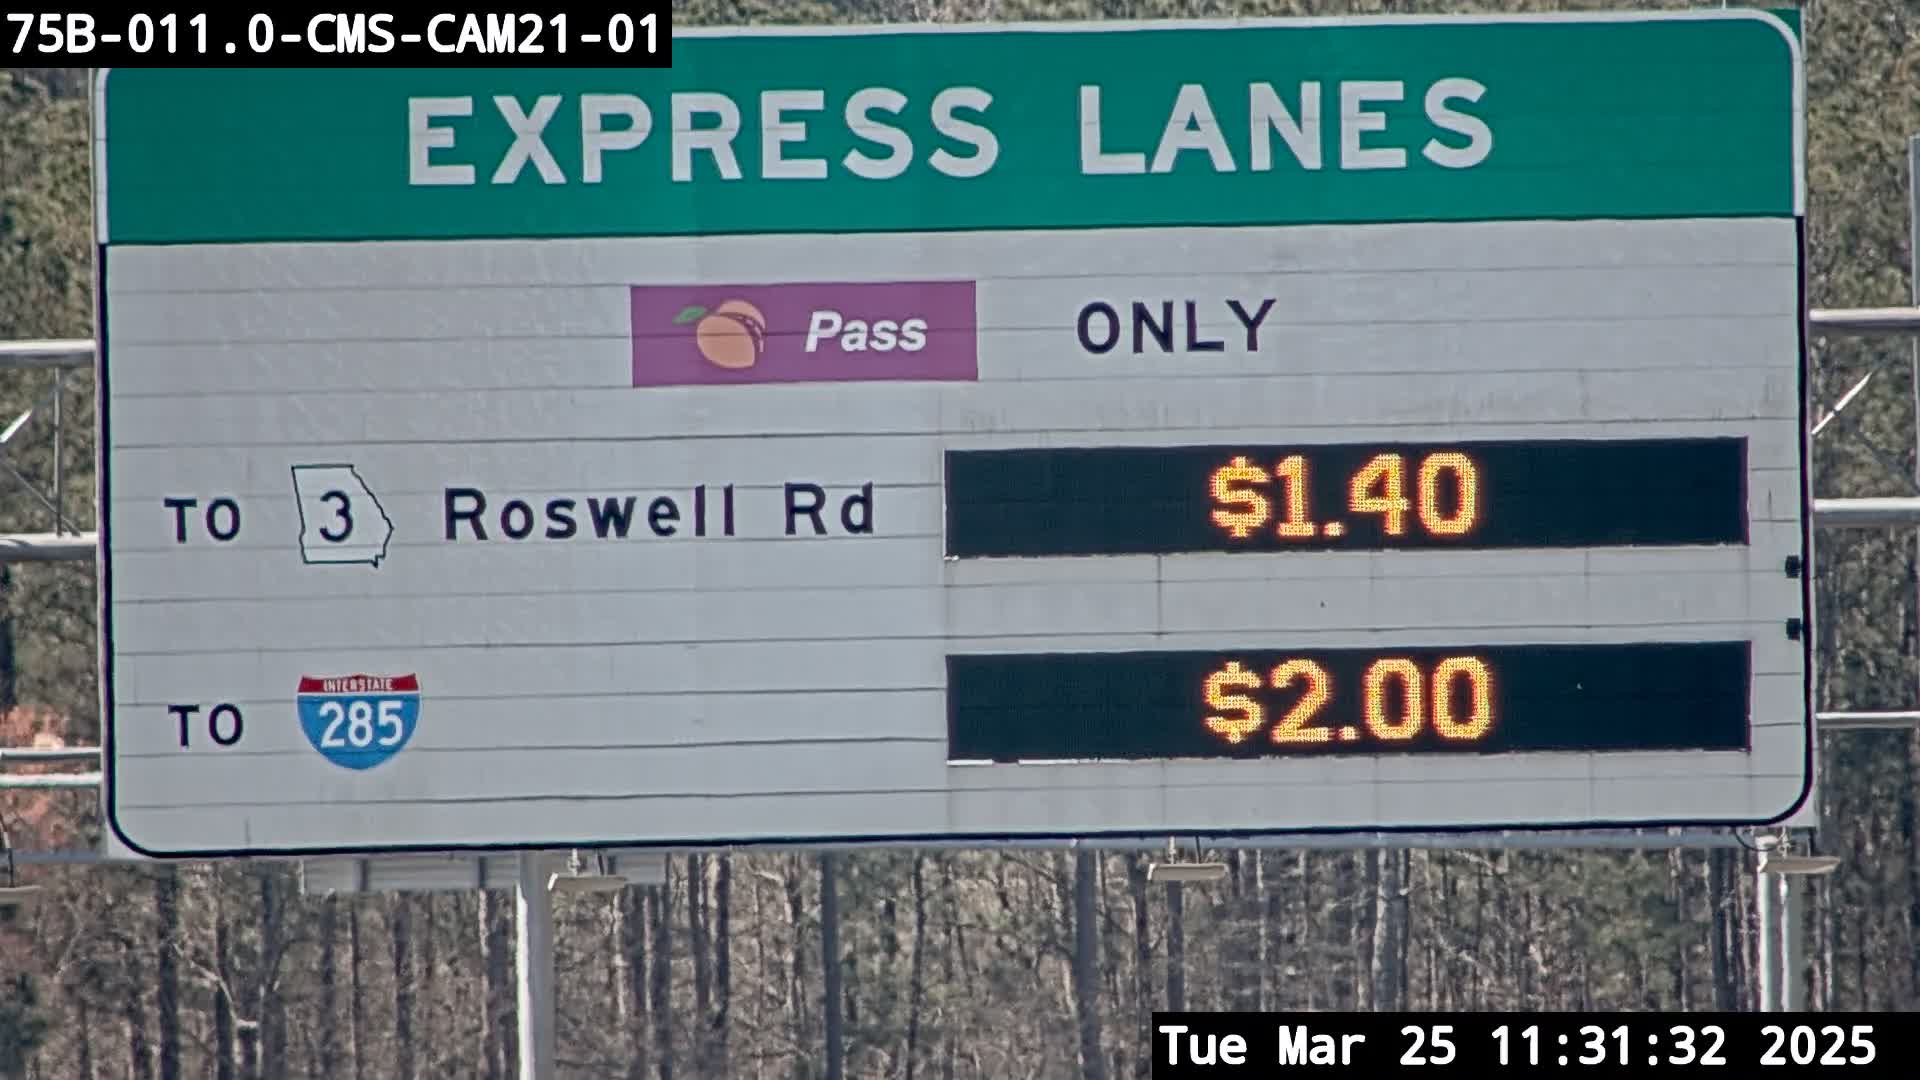 75B-011.0-CMS-CAM21-01
EXPRESS LANES
Pass ONLY
TO 3 Roswell Rd $1.40
INTERSTATE
TO 285 $2.00
Tue Mar 25 11:31:32 2025